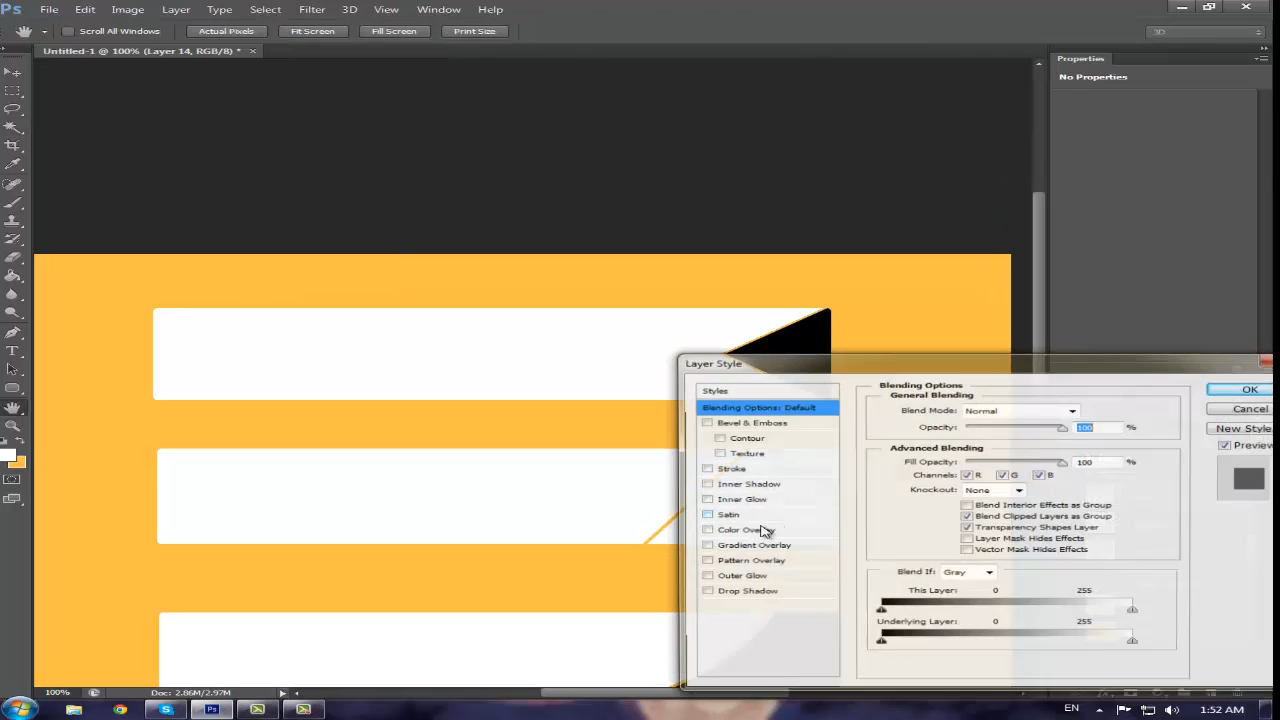 Ps File Edit Image Layer Type Select Filter 3D View Window Help
Scroll All Windows Actual Pixels Fit Screen Fill Screen Print Size 3D
Untitled-1 @ 100% (Layer 14, RGB/8) * ×
Properties
No Properties
Layer Style
Styles
Blending Options: Default
Bevel & Emboss
Contour
Texture
Stroke
Inner Shadow
Inner Glow
Satin
Color Overlay
Gradient Overlay
Pattern Overlay
Outer Glow
Drop Shadow
Blending Options
General Blending
Blend Mode: Normal
Opacity: 100 %
Advanced Blending
Fill Opacity: 100 %
Channels: R G B
Knockout: None
Blend Interior Effects as Group
Blend Clipped Layers as Group
Transparency Shapes Layer
Layer Mask Hides Effects
Vector Mask Hides Effects
Blend If: Gray
This Layer: 0 255
Underlying Layer: 0 255
OK
Cancel
New Style
Preview
100% Doc: 2.86M/2.97M
Ps EN 1:52 AM